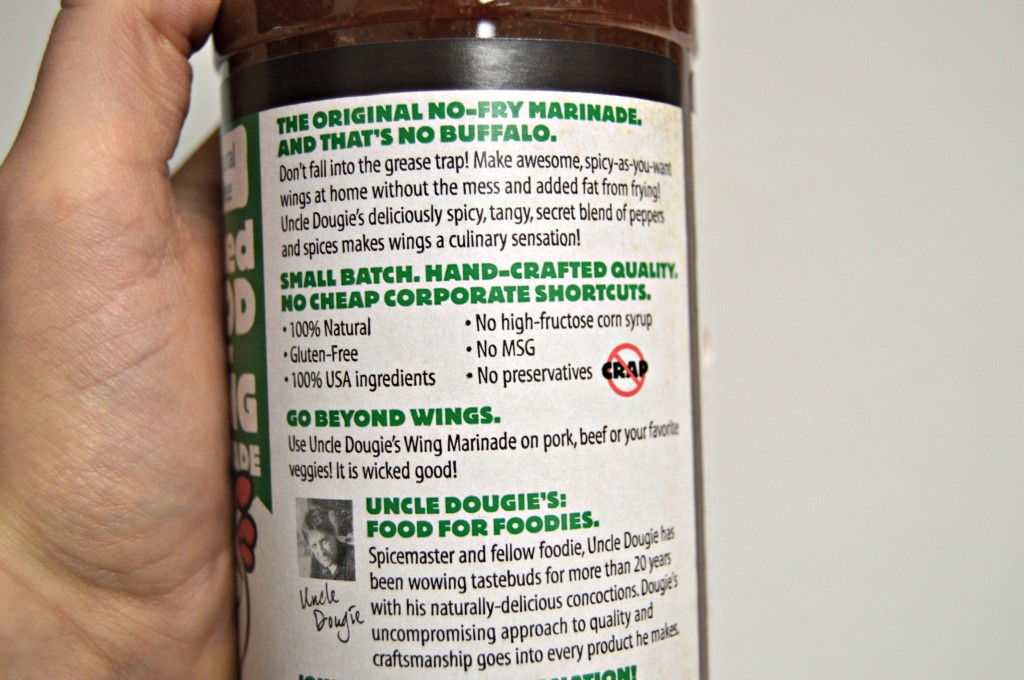 THE ORIGINAL NO-FRY MARINADE.
AND THAT'S NO BUFFALO.
Don't fall into the grease trap! Make awesome, spicy-as-you-want
wings at home without the mess and added fat from frying!
Uncle Dougie's deliciously spicy, tangy, secret blend of peppers
and spices makes wings a culinary sensation!
SMALL BATCH. HAND-CRAFTED QUALITY.
NO CHEAP CORPORATE SHORTCUTS.
• 100% Natural
• Gluten-Free
• 100% USA ingredients
• No high-fructose corn syrup
• No MSG
• No preservatives CRAP
GO BEYOND WINGS.
Use Uncle Dougie's Wing Marinade on pork, beef or your favorite
veggies! It is wicked good!
UNCLE DOUGIE'S:
FOOD FOR FOODIES.
Spicemaster and fellow foodie, Uncle Dougie has
been wowing tastebuds for more than 20 years
with his naturally-delicious concoctions. Dougie's
uncompromising approach to quality and
craftsmanship goes into every product he makes.
Uncle
Dougie